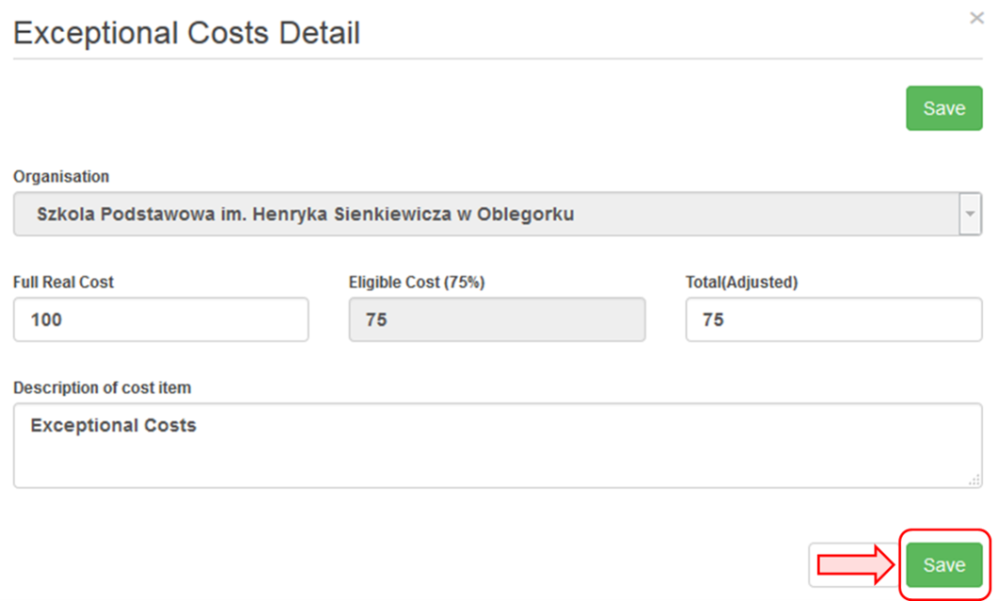 Exceptional Costs Detail
×
Save
Organisation
Szkola Podstawowa im. Henryka Sienkiewicza w Oblegorku
Full Real Cost
Eligible Cost (75%)
Total(Adjusted)
100
75
75
Description of cost item
Exceptional Costs
Save